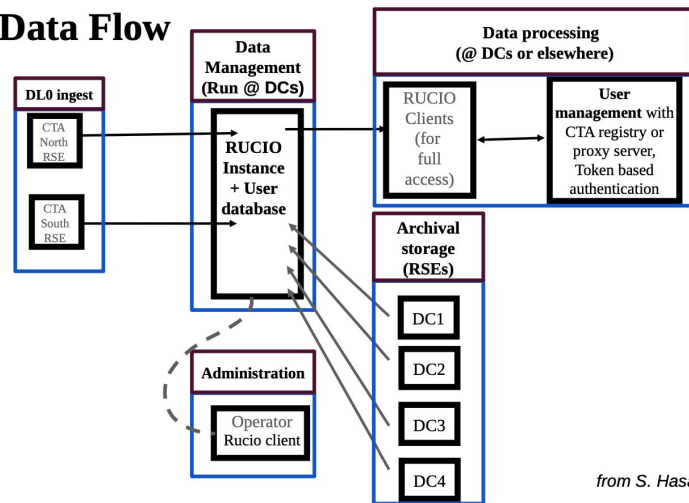 Data Flow
DL0 ingest
CTA
North
RSE
CTA
South
RSE
Data
Management
(Run @ DCs)
RUCIO
Instance
+ User
database
Data processing
(@ DCs or elsewhere)
RUCIO
Clients
(for
full
access)
User
management with
CTA registry or
proxy server,
Token based
authentication
Archival
storage
(RSEs)
DC1
DC2
DC3
DC4
Administration
Operator
Rucio client
from S. Hasa